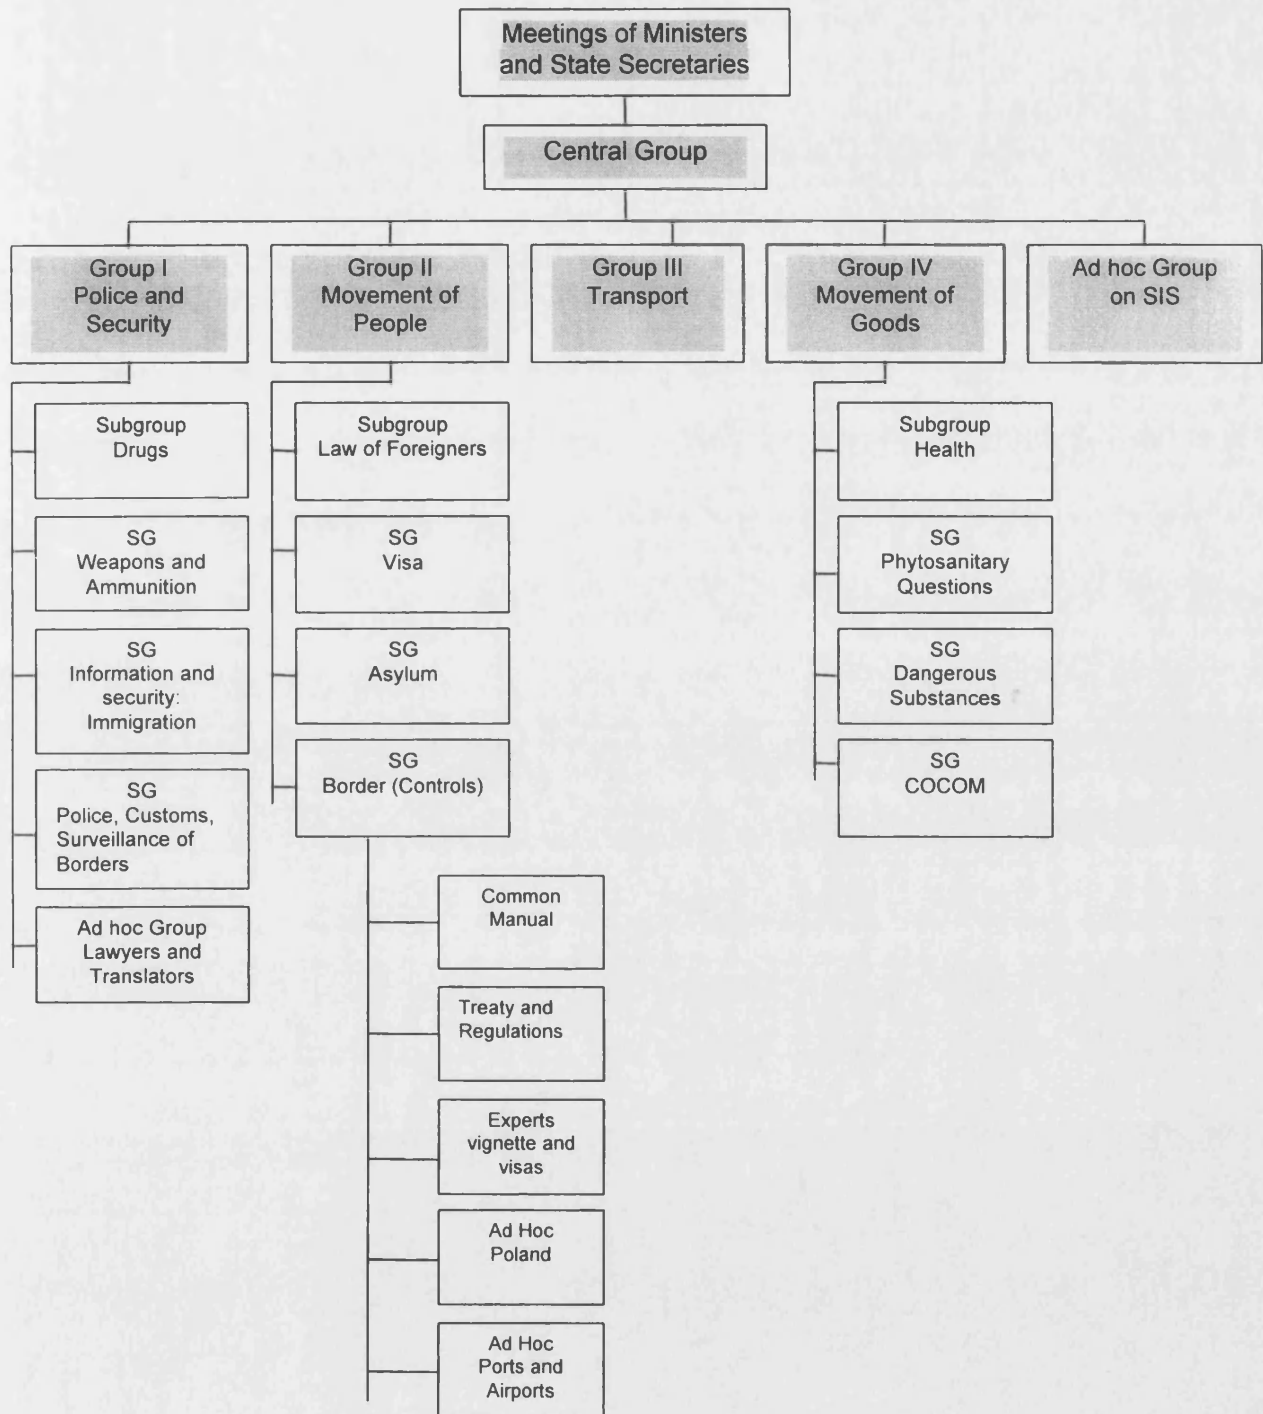 Meetings of Ministers
and State Secretaries
Central Group
Group I
Police and
Security
Group II
Movement of
People
Group III
Transport
Group IV
Movement of
Goods
Ad hoc Group
on SIS
Subgroup
Drugs
SG
Weapons and
Ammunition
SG
Information and
security:
Immigration
SG
Police, Customs,
Surveillance of
Borders
Ad hoc Group
Lawyers and
Translators
Subgroup
Law of Foreigners
SG
Visa
SG
Asylum
SG
Border (Controls)
Common
Manual
Treaty and
Regulations
Experts
vignette and
visas
Ad Hoc
Poland
Ad Hoc
Ports and
Airports
Subgroup
Health
SG
Phytosanitary
Questions
SG
Dangerous
Substances
SG
COCOM